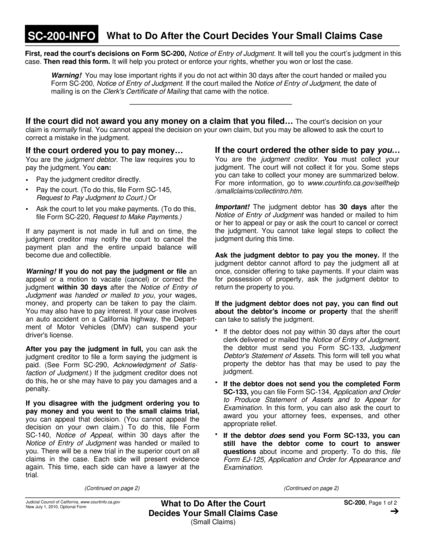 SC-200-INFO What to Do After the Court Decides Your Small Claims Case
First, read the court's decisions on Form SC-200, Notice of Entry of Judgment. It will tell you the court's judgment in this
case. Then read this form. It will help you protect or enforce your rights, whether you won or lost the case.
Warning! You may lose important rights if you do not act within 30 days after the court handed or mailed you
Form SC-200, Notice of Entry of Judgment. If the court mailed the Notice of Entry of Judgment, the date of
mailing is on the Clerk's Certificate of Mailing that came with the notice.
If the court did not award you any money on a claim that you filed… The court's decision on your
claim is normally final. You cannot appeal the decision on your own claim, but you may be allowed to ask the court to
correct a mistake in the judgment.
If the court ordered you to pay money…
You are the judgment debtor. The law requires you to
pay the judgment. You can:
• Pay the judgment creditor directly.
• Pay the court. (To do this, file Form SC-145,
Request to Pay Judgment to Court.) Or
• Ask the court to let you make payments. (To do this,
file Form SC-220, Request to Make Payments.)
If any payment is not made in full and on time, the
judgment creditor may notify the court to cancel the
payment plan and the entire unpaid balance will
become due and collectible.
Warning! If you do not pay the judgment or file an
appeal or a motion to vacate (cancel) or correct the
judgment within 30 days after the Notice of Entry of
Judgment was handed or mailed to you, your wages,
money, and property can be taken to pay the claim.
You may also have to pay interest. If your case involves
an auto accident on a California highway, the Depart-
ment of Motor Vehicles (DMV) can suspend your
driver's license.
After you pay the judgment in full, you can ask the
judgment creditor to file a form saying the judgment is
paid. (See Form SC-290, Acknowledgment of Satis-
faction of Judgment.) If the judgment creditor does not
do this, he or she may have to pay you damages and a
penalty.
If you disagree with the judgment ordering you to
pay money and you went to the small claims trial,
you can appeal that decision. (You cannot appeal the
decision on your own claim.) To do this, file Form
SC-140, Notice of Appeal, within 30 days after the
Notice of Entry of Judgment was handed or mailed to
you. There will be a new trial in the superior court on all
claims in the case. Each side will present evidence
again. This time, each side can have a lawyer at the
trial.
(Continued on page 2)
If the court ordered the other side to pay you…
You are the judgment creditor. You must collect your
judgment. The court will not collect it for you. Some steps
you can take to collect your money are summarized below.
For more information, go to www.courtinfo.ca.gov/selfhelp
/smallclaims/collectintro.htm.
Important! The judgment debtor has 30 days after the
Notice of Entry of Judgment was handed or mailed to him
or her to appeal or pay or ask the court to cancel or correct
the judgment. You cannot take legal steps to collect the
judgment during this time.
Ask the judgment debtor to pay you the money. If the
judgment debtor cannot afford to pay the judgment all at
once, consider offering to take payments. If your claim was
for possession of property, ask the judgment debtor to
return the property to you.
If the judgment debtor does not pay, you can find out
about the debtor's income or property that the sheriff
can take to satisfy the judgment.
• If the debtor does not pay within 30 days after the court
clerk delivered or mailed the Notice of Entry of Judgment,
the debtor must send you Form SC-133, Judgment
Debtor's Statement of Assets. This form will tell you what
property the debtor has that may be used to pay the
judgment.
• If the debtor does not send you the completed Form
SC-133, you can file Form SC-134, Application and Order
to Produce Statement of Assets and to Appear for
Examination. In this form, you can also ask the court to
award you your attorney fees, expenses, and other
appropriate relief.
• If the debtor does send you Form SC-133, you can
still have the debtor come to court to answer
questions about income and property. To do this, file
Form EJ-125, Application and Order for Appearance and
Examination.
(Continued on page 2)
Judicial Council of California, www.courtinfo.ca.gov
New July 1, 2010, Optional Form
What to Do After the Court
Decides Your Small Claims Case
(Small Claims)
SC-200, Page 1 of 2
➔